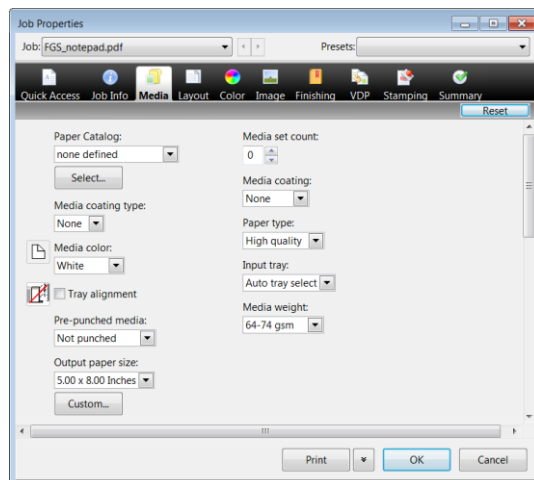 Job Properties
Job: FGS_notepad.pdf Presets:
Quick Access Job Info Media Layout Color Image Finishing VDP Stamping Summary
Reset
Paper Catalog:
none defined
Select...
Media coating type:
None
Media color:
White
Tray alignment
Pre-punched media:
Not punched
Output paper size:
5.00 x 8.00 Inches
Custom...
Media set count:
0
Media coating:
None
Paper type:
High quality
Input tray:
Auto tray select
Media weight:
64-74 gsm
Print OK Cancel